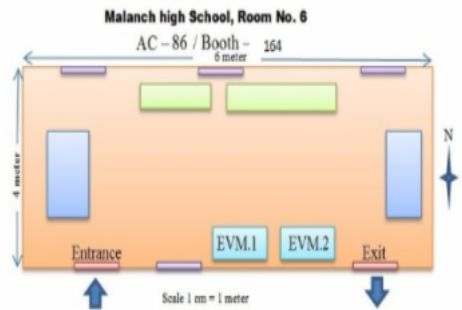 Malanch high School, Room No. 6
AC – 86 / Booth – 164
6 meter
4 meter
N
EVM.1 EVM.2
Entrance Exit
Scale 1 cm = 1 meter